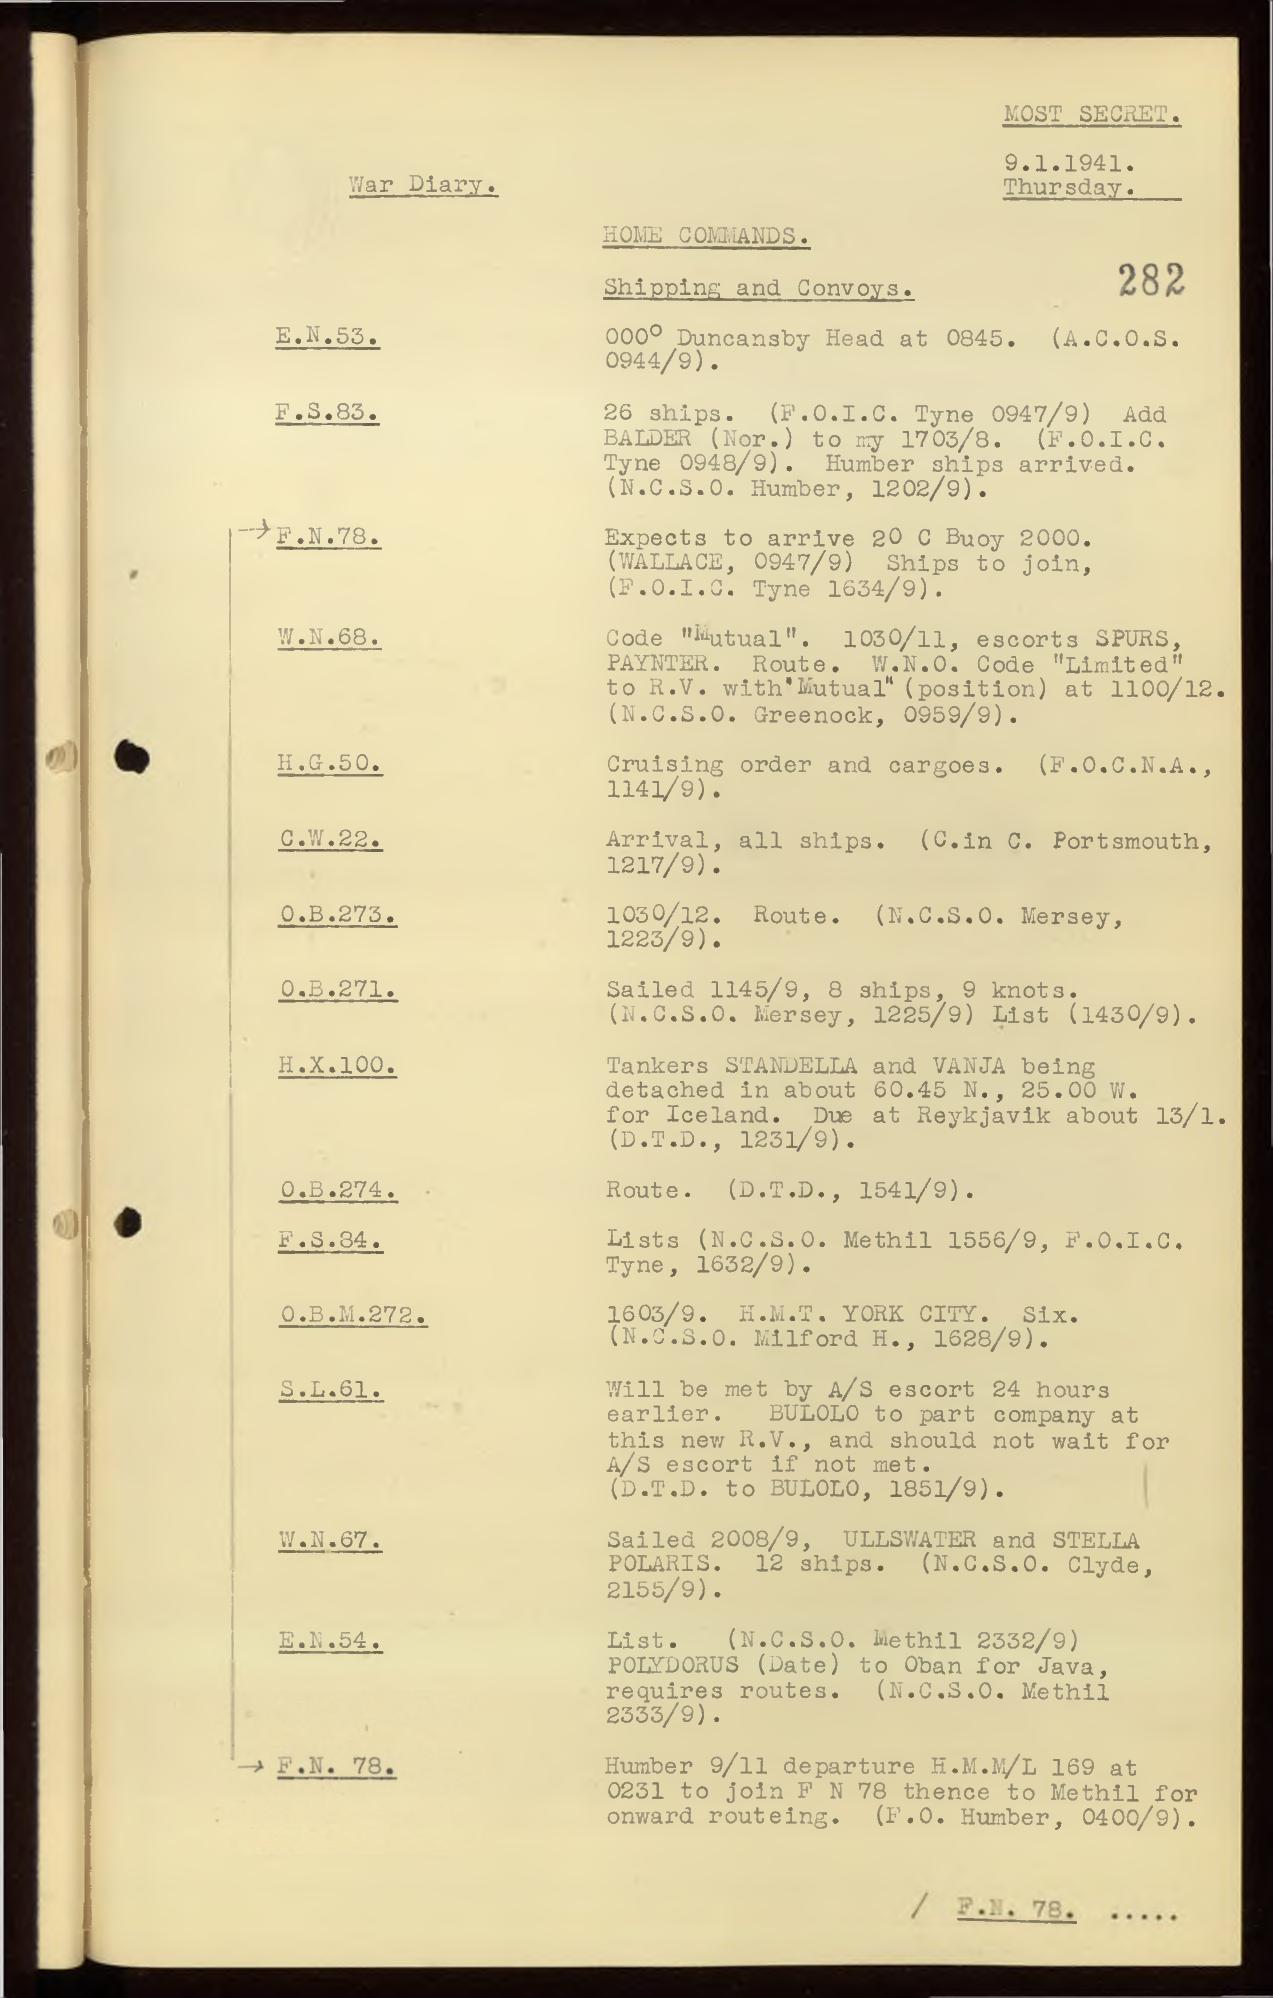 MOST SECRET.
9.1.1941.
War Diary.
Thursday.
HOME COMMANDS.
282
Shipping and Convoys.
E.N.53.
000° Duncansby Head at 0845. (A.C.O.S.
0944/9).
F.S.83.
26 ships. (F.O.I.C. Tyne 0947/9) Add
BALDER (Nor.) to my 1703/8. (F.O.I.C.
Tyne 0948/9). Humber ships arrived.
(N.C.S.O. Humber, 1202/9).
→ F.N.78.
Expects to arrive 20 C Buoy 2000.
(WALLACE, 0947/9) Ships to join,
(F.O.I.C. Tyne 1634/9).
W.N.68.
Code "Mutual". 1030/11, escorts SPURS,
PAYNTER. Route. W.N.O. Code "Limited"
to R.V. with "Mutual" (position) at 1100/12.
(N.C.S.O. Greenock, 0959/9).
H.G.50.
Cruising order and cargoes. (F.O.C.N.A.,
1141/9).
C.W.22.
Arrival, all ships. (C.in C. Portsmouth,
1217/9).
O.B.273.
1030/12. Route. (N.C.S.O. Mersey,
1223/9).
O.B.271.
Sailed 1145/9, 8 ships, 9 knots.
(N.C.S.O. Mersey, 1225/9) List (1430/9).
H.X.100.
Tankers STANDELLA and VANJA being
detached in about 60.45 N., 25.00 W.
for Iceland. Due at Reykjavik about 13/1.
(D.T.D., 1231/9).
O.B.274.
Route. (D.T.D., 1541/9).
F.S.84.
Lists (N.C.S.O. Methil 1556/9, F.O.I.C.
Tyne, 1632/9).
O.B.M.272.
1603/9. H.M.T. YORK CITY. Six.
(N.C.S.O. Milford H., 1628/9).
S.L.61.
Will be met by A/S escort 24 hours
earlier. BULOLO to part company at
this new R.V., and should not wait for
A/S escort if not met.
(D.T.D. to BULOLO, 1851/9).
W.N.67.
Sailed 2008/9, ULLSWATER and STELLA
POLARIS. 12 ships. (N.C.S.O. Clyde,
2155/9).
E.N.54.
List. (N.C.S.O. Methil 2332/9)
POLYDORUS (Date) to Oban for Java,
requires routes. (N.C.S.O. Methil
2333/9).
→ F.N. 78.
Humber 9/11 departure H.M.M/L 169 at
0231 to join F N 78 thence to Methil for
onward routeing. (F.O. Humber, 0400/9).
/ F.N. 78. .....